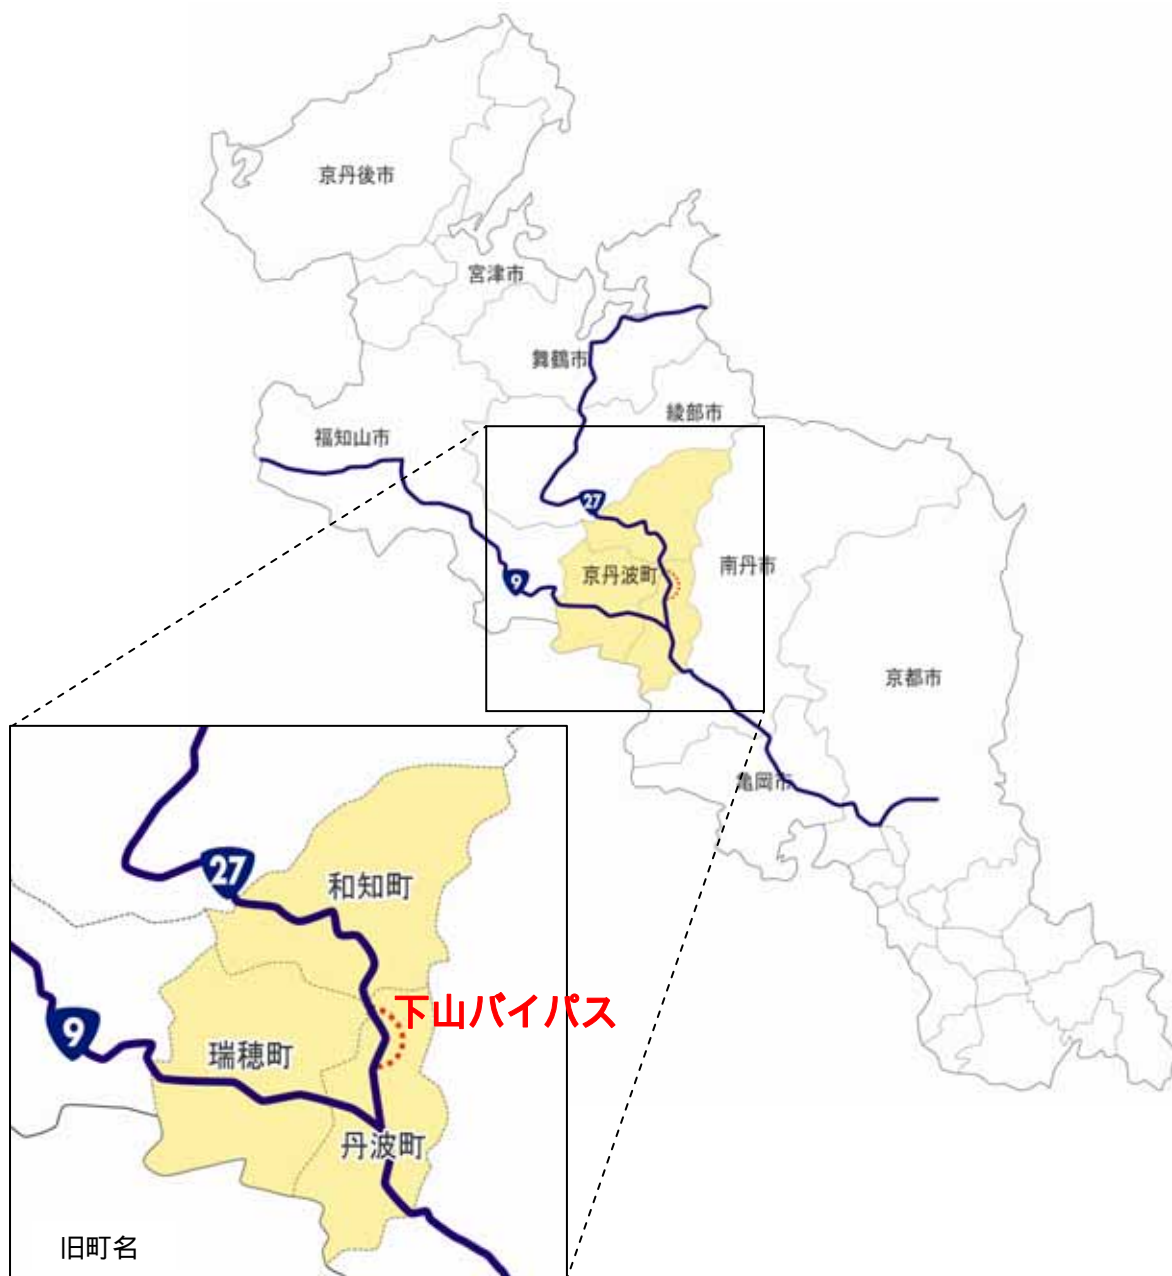 京丹後市
宮津市
舞鶴市
綾部市
福知山市
27
南丹市
京丹波町
9
京都市
亀岡市
27
和知町
下山バイパス
9
瑞穂町
丹波町
旧町名